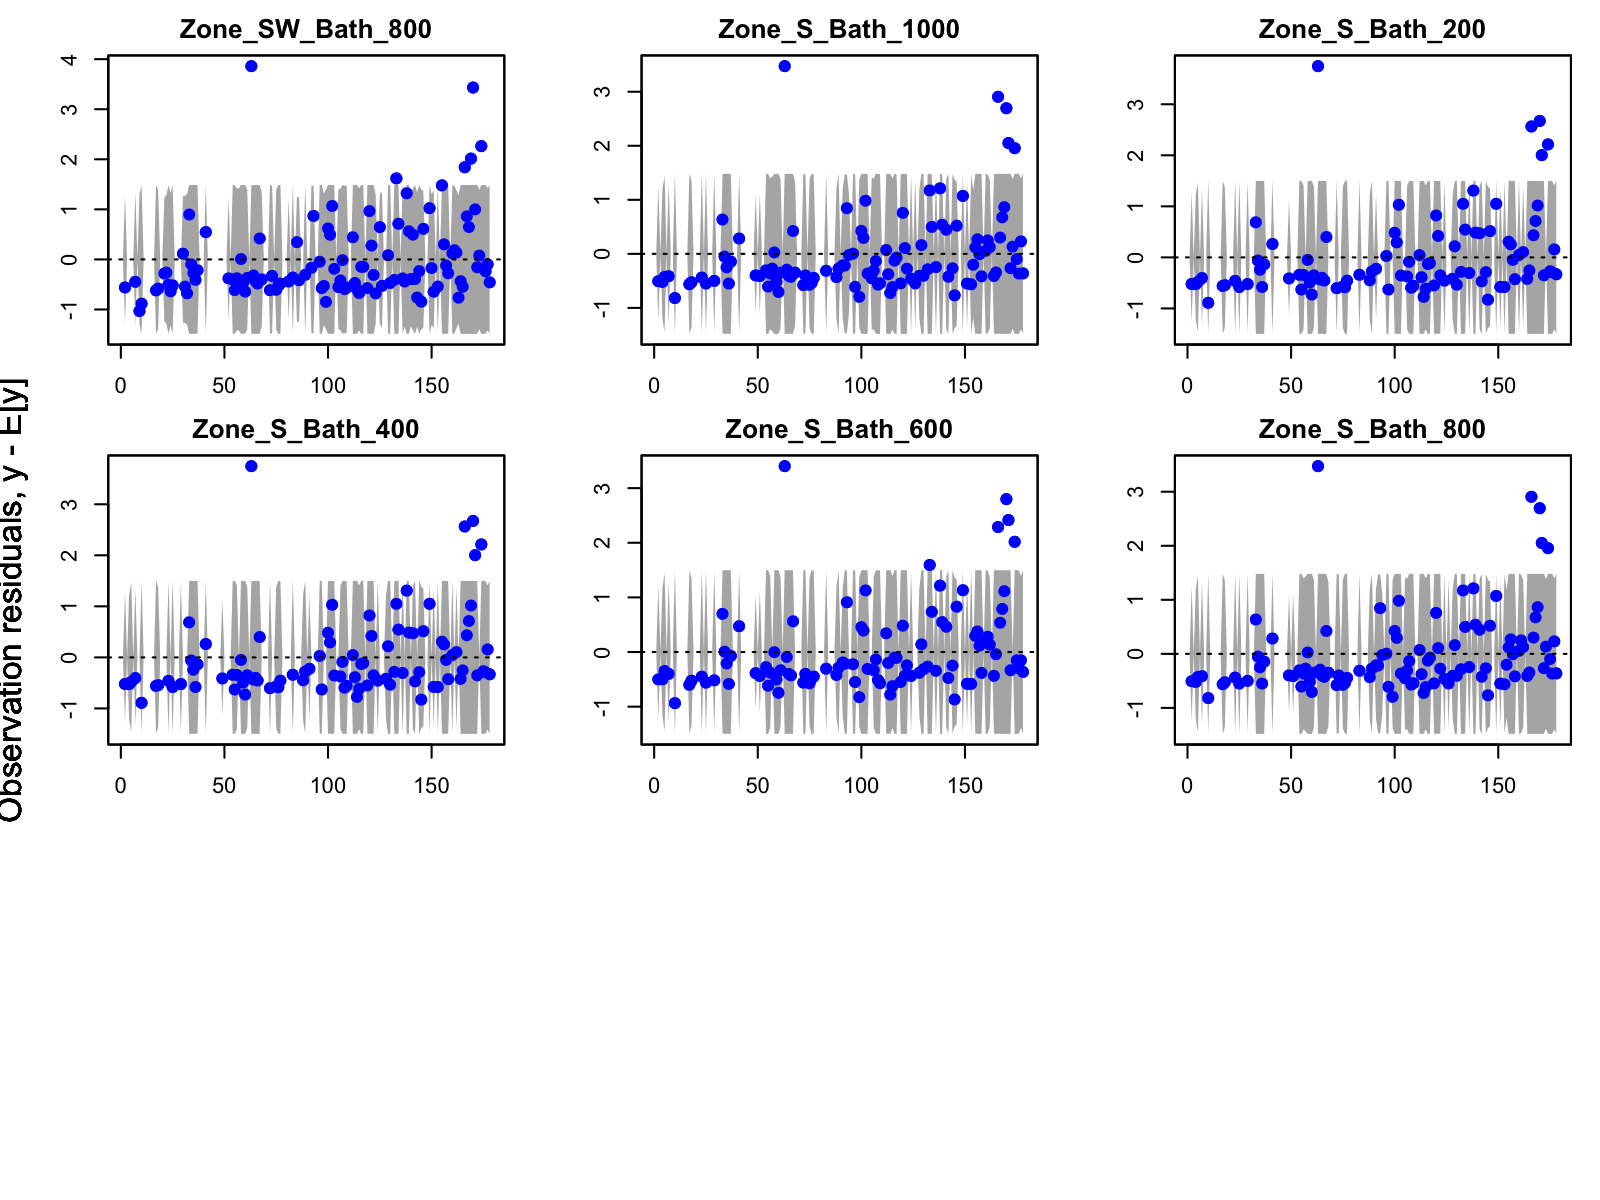 Zone_SW_Bath_800
4
3
2
1
0
-1
0 50 100 150
Zone_S_Bath_1000
3
2
1
0
-1
0 50 100 150
Zone_S_Bath_200
3
2
1
0
-1
0 50 100 150
Observation residuals, y - E[y]
Zone_S_Bath_400
3
2
1
0
-1
0 50 100 150
Zone_S_Bath_600
3
2
1
0
-1
0 50 100 150
Zone_S_Bath_800
3
2
1
0
-1
0 50 100 150